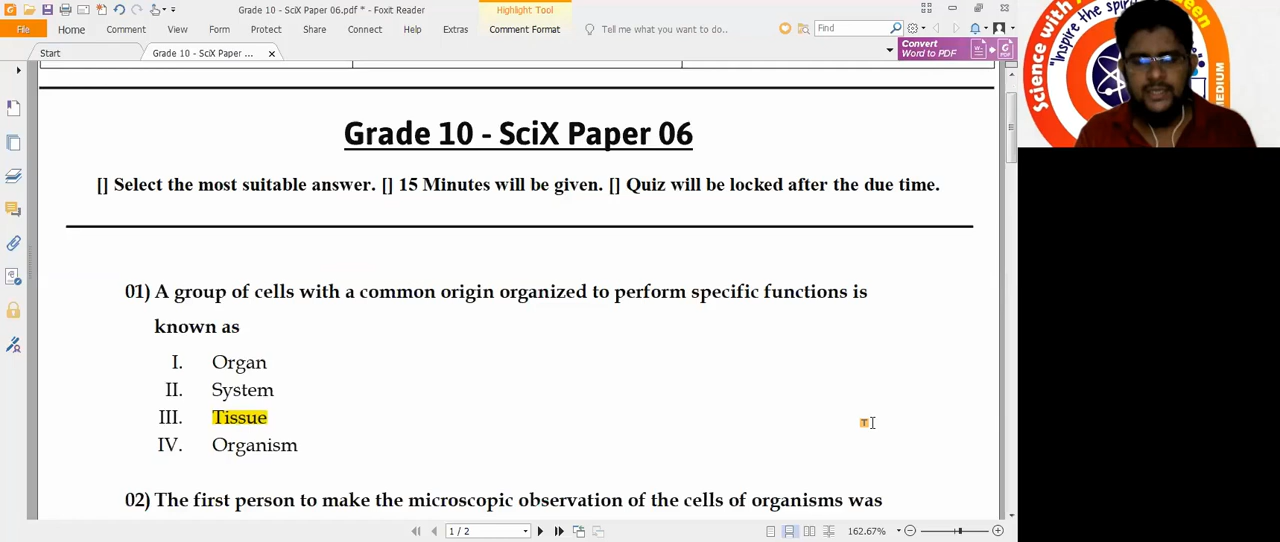 Grade 10 - SciX Paper 06.pdf * - Foxit Reader
Highlight Tool
File Home Comment View Form Protect Share Connect Help Extras Comment Format Tell me what you want to do.. Find
Start Grade 10 - SciX Paper ... Convert Word to PDF
Grade 10 - SciX Paper 06
[] Select the most suitable answer. [] 15 Minutes will be given. [] Quiz will be locked after the due time.
01) A group of cells with a common origin organized to perform specific functions is
known as
I. Organ
II. System
III. Tissue
IV. Organism
02) The first person to make the microscopic observation of the cells of organisms was
1 / 2 162.67%
Science with
"Inspire the spiri
MEDIUM